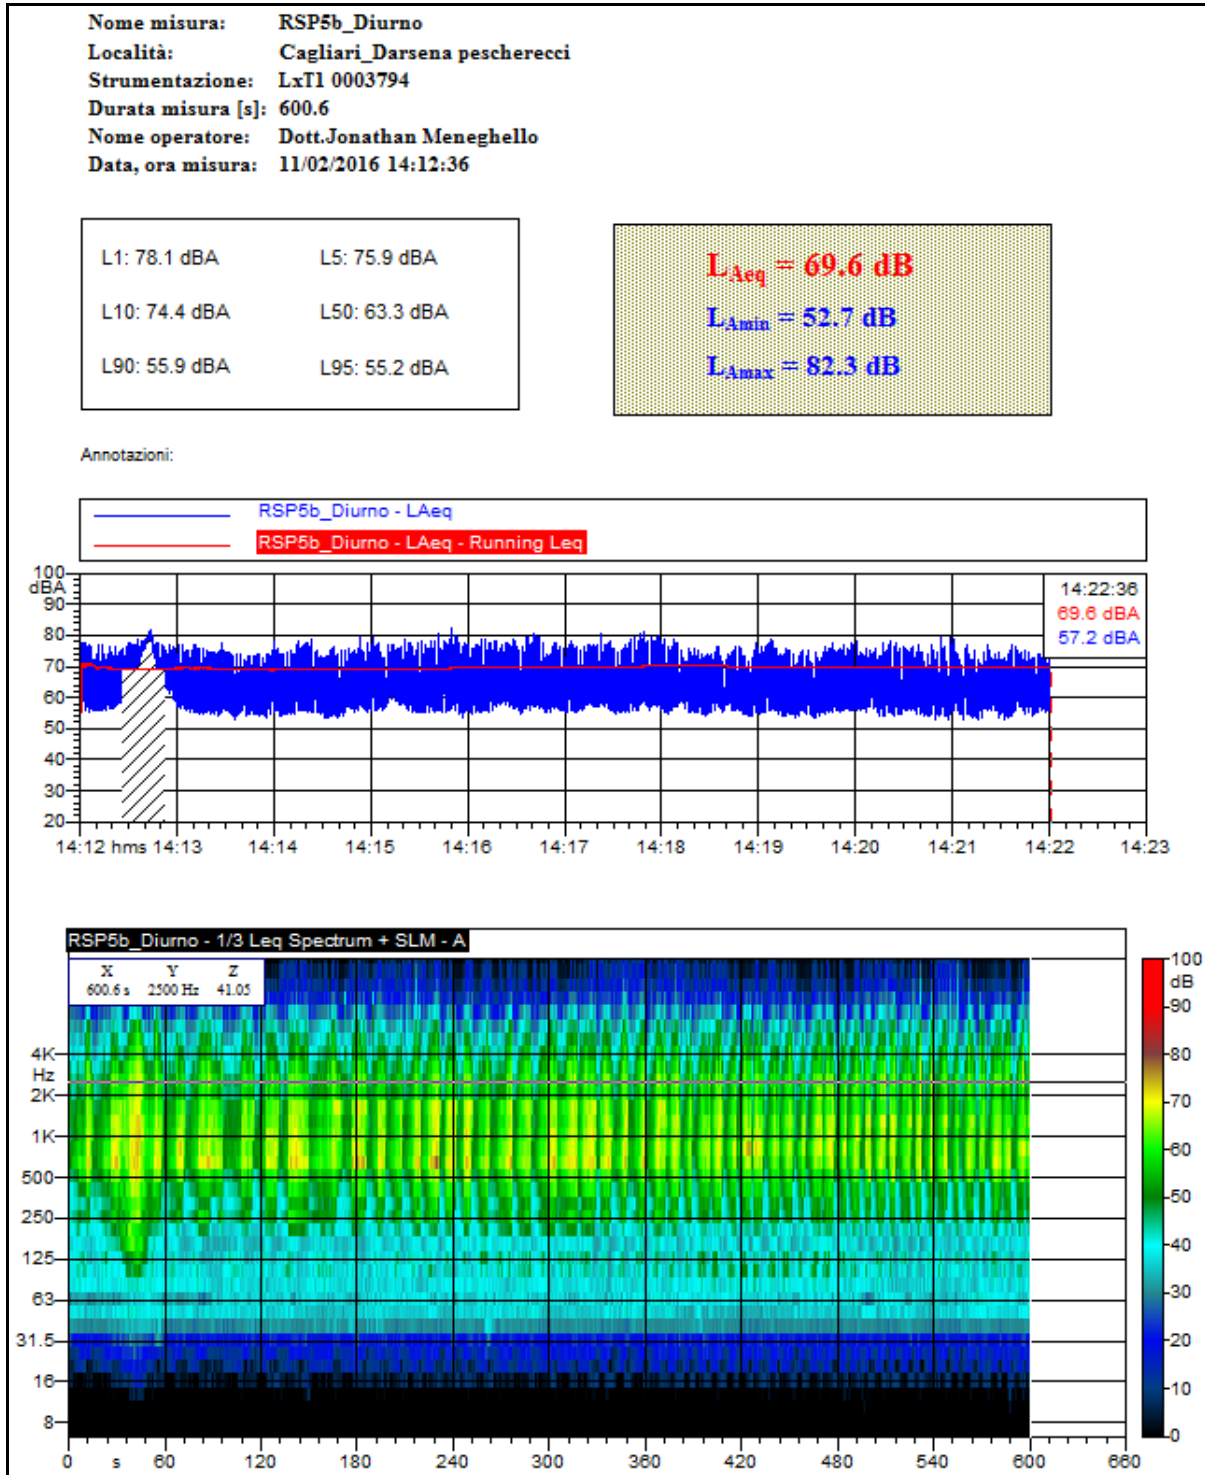 Nome misura: RSP5b_Diurno
Località: Cagliari_Darsena pescherecci
Strumentazione: LxT1 0003794
Durata misura [s]: 600.6
Nome operatore: Dott.Jonathan Meneghello
Data, ora misura: 11/02/2016 14:12:36
L1: 78.1 dBA L5: 75.9 dBA
L10: 74.4 dBA L50: 63.3 dBA
L90: 55.9 dBA L95: 55.2 dBA
LAeq = 69.6 dB
LAmin = 52.7 dB
LAmax = 82.3 dB
Annotazioni:
RSP5b_Diurno - LAeq
RSP5b_Diurno - LAeq - Running Leq
100
dBA
90
80
70
60
50
40
30
20
14:22:36
69.6 dBA
57.2 dBA
14:12 hms 14:13 14:14 14:15 14:16 14:17 14:18 14:19 14:20 14:21 14:22 14:23
RSP5b_Diurno - 1/3 Leq Spectrum + SLM - A
X Y Z
600.6 s 2500 Hz 41.05
4K
Hz
2K
1K
500
250
125
63
31.5
16
8
0 s 60 120 180 240 300 360 420 480 540 600 660
100
dB
90
80
70
60
50
40
30
20
10
0